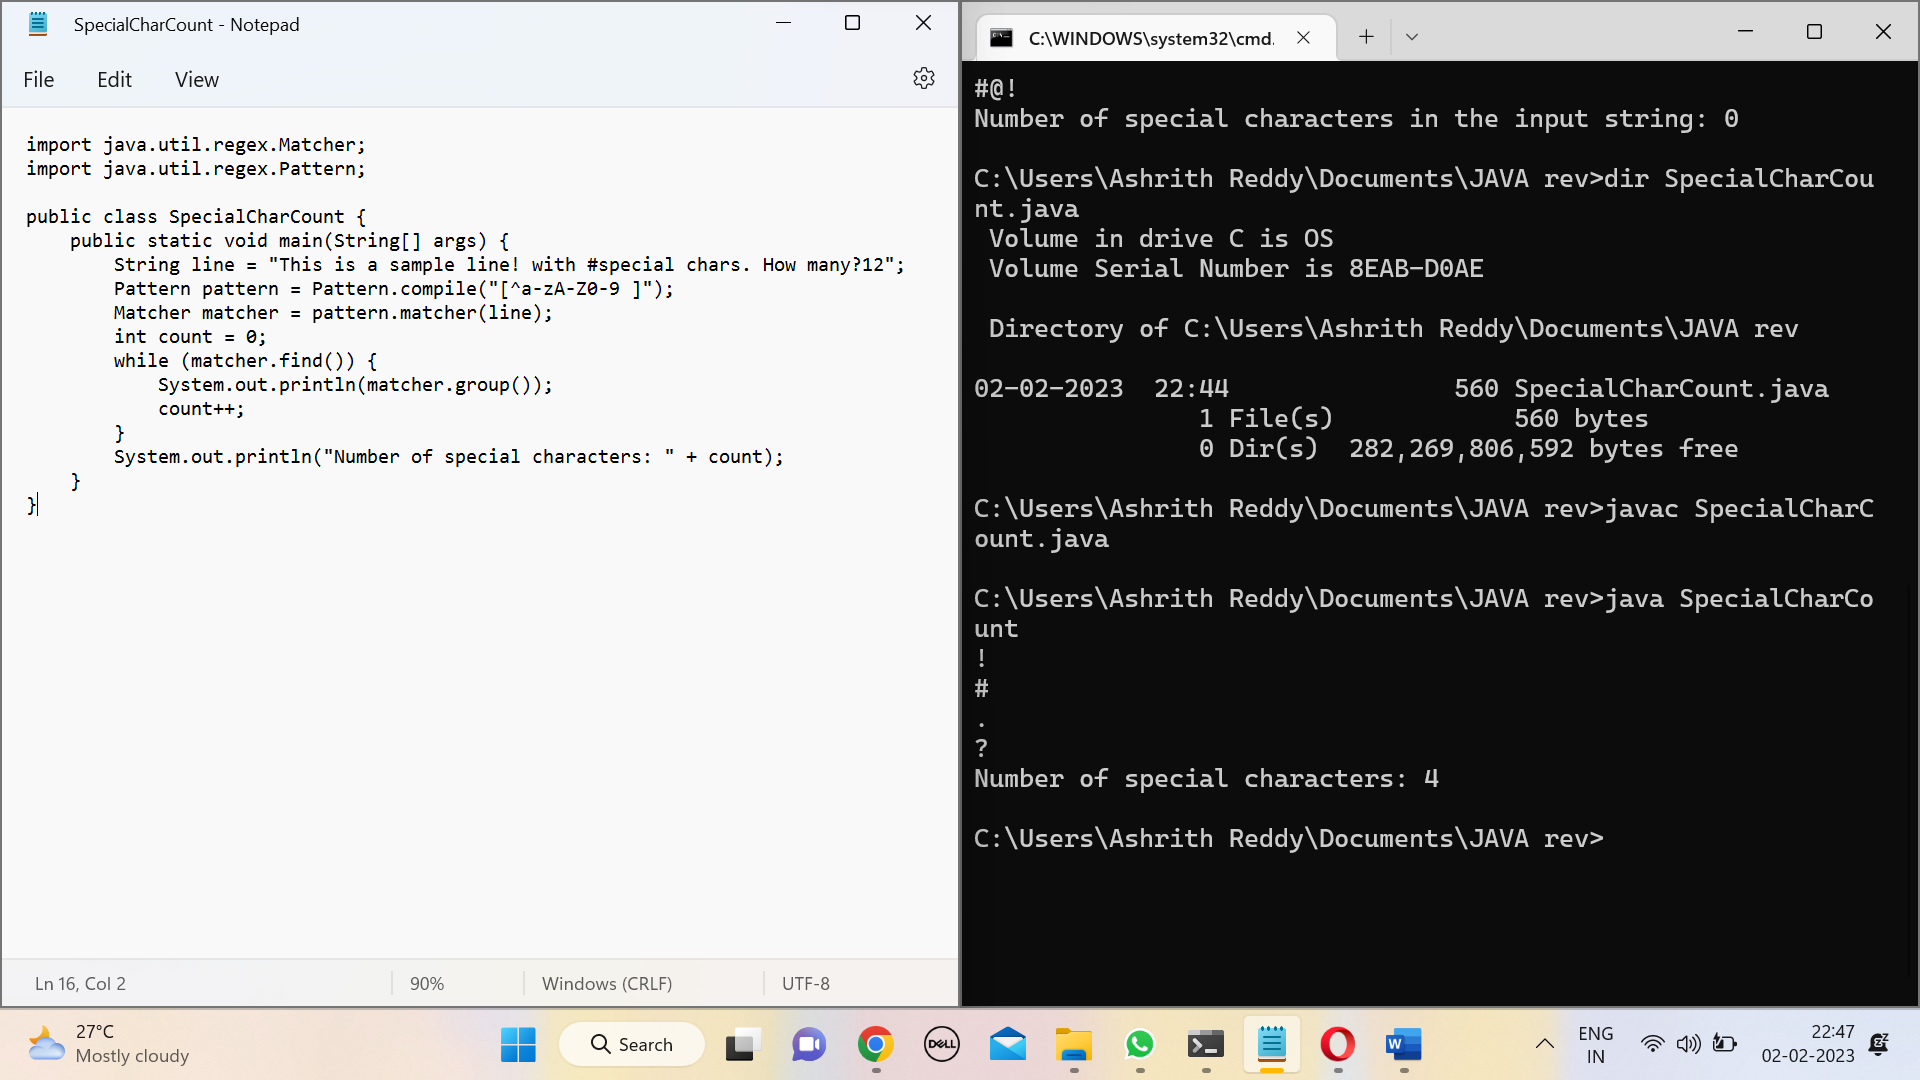 SpecialCharCount - Notepad
File Edit View
import java.util.regex.Matcher;
import java.util.regex.Pattern;
public class SpecialCharCount {
public static void main(String[] args) {
String line = "This is a sample line! with #special chars. How many?12";
Pattern pattern = Pattern.compile("[^a-zA-Z0-9 ]");
Matcher matcher = pattern.matcher(line);
int count = 0;
while (matcher.find()) {
System.out.println(matcher.group());
count++;
}
System.out.println("Number of special characters: " + count);
}
}
Ln 16, Col 2 90% Windows (CRLF) UTF-8
C:\WINDOWS\system32\cmd.
#@!
Number of special characters in the input string: 0
C:\Users\Ashrith Reddy\Documents\JAVA rev>dir SpecialCharCou
nt.java
Volume in drive C is OS
Volume Serial Number is 8EAB-D0AE
Directory of C:\Users\Ashrith Reddy\Documents\JAVA rev
02-02-2023 22:44 560 SpecialCharCount.java
1 File(s) 560 bytes
0 Dir(s) 282,269,806,592 bytes free
C:\Users\Ashrith Reddy\Documents\JAVA rev>javac SpecialCharC
ount.java
C:\Users\Ashrith Reddy\Documents\JAVA rev>java SpecialCharCo
unt
!
#
.
?
Number of special characters: 4
C:\Users\Ashrith Reddy\Documents\JAVA rev>
27°C
Mostly cloudy
Search
DELL
W
ENG
IN
22:47
02-02-2023